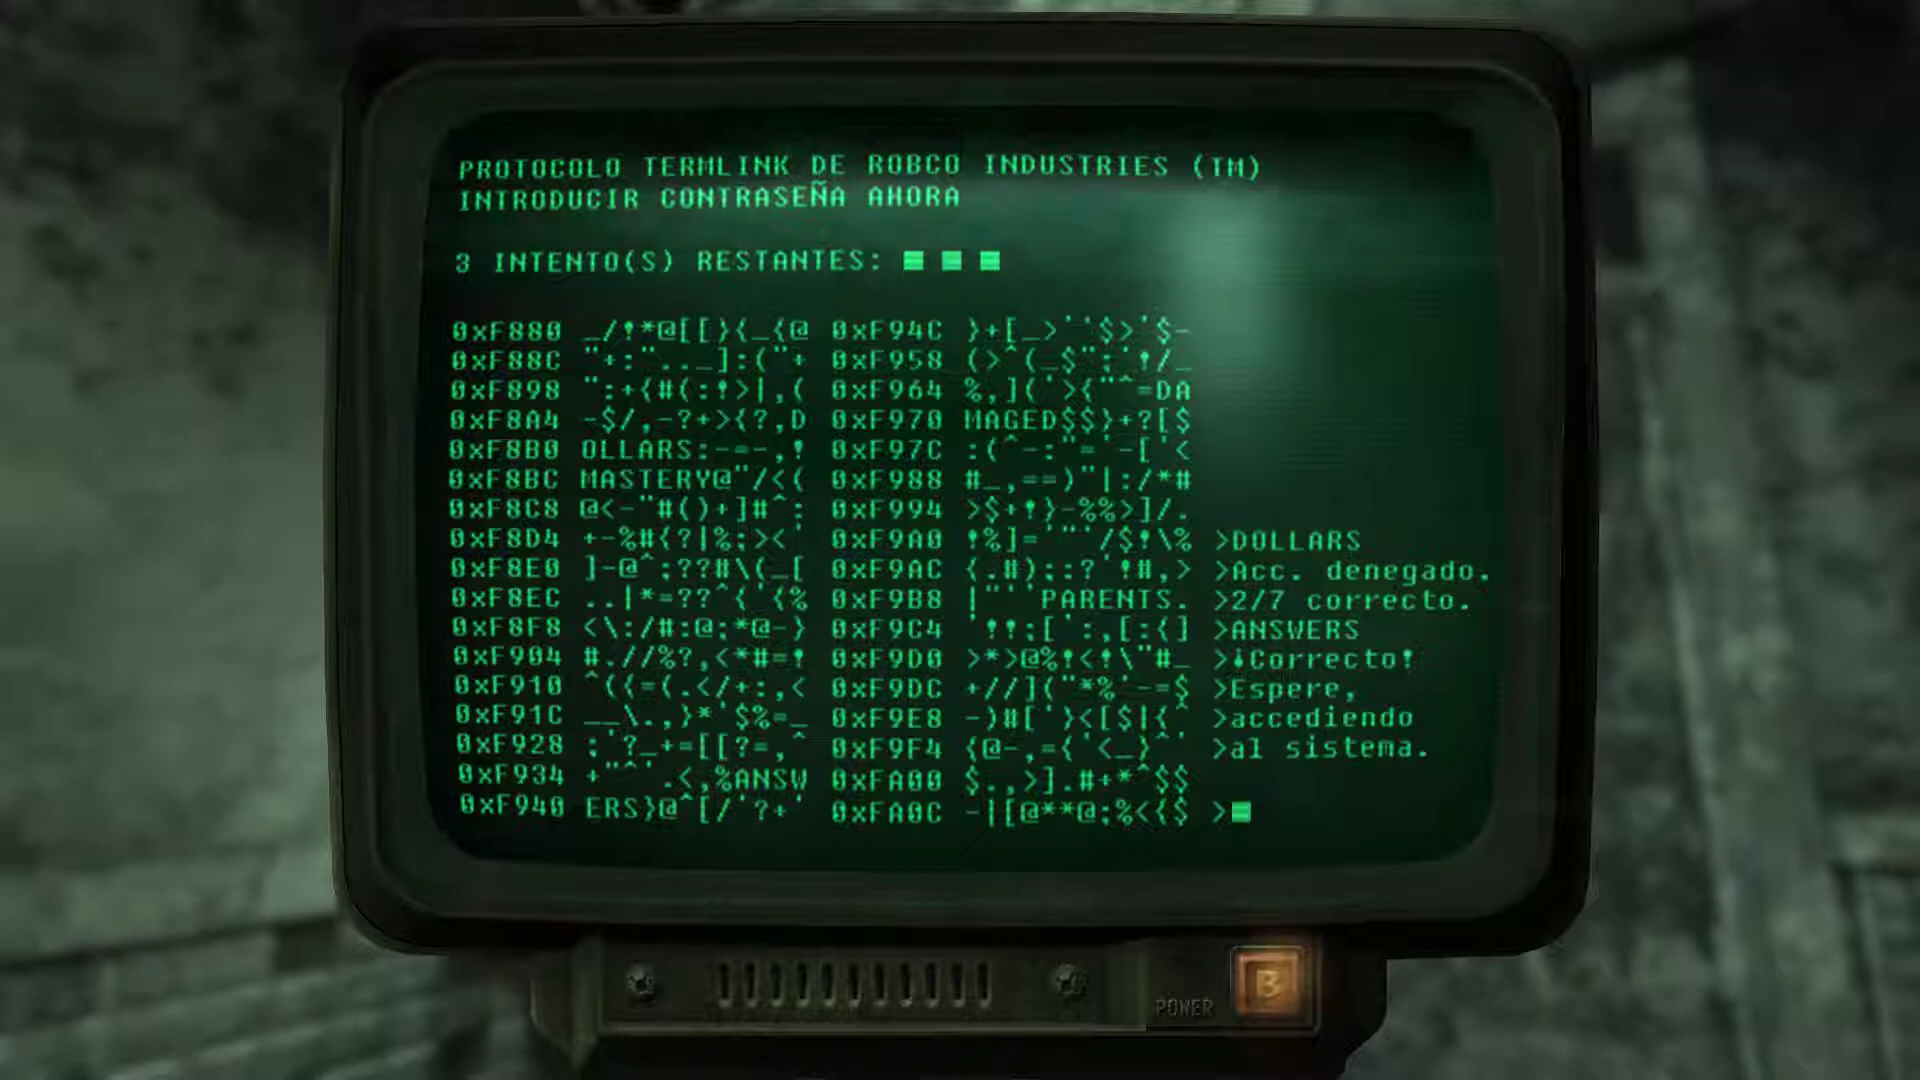 PROTOCOLO TERMLINK DE ROBCO INDUSTRIES (TM)
INTRODUCIR CONTRASEÑA AHORA
3 INTENTO(S) RESTANTES: ■ ■ ■
0xF880 _/!*@[[}{_{@ 0xF94C }+[_>''$>'$-
0xF88C "+:".._]:("+ 0xF958 (>^(_$";'!/_
0xF898 ":+{#(:!>|,( 0xF964 %,]('>{"^=DA
0xF8A4 -$/,-?+>{?,D 0xF970 MAGED$$}+?[$
0xF8B0 OLLARS:-=-,! 0xF97C :(^-:"='-['<
0xF8BC MASTERY@"/<( 0xF988 #_,==)"|:/*#
0xF8C8 @<-"#()+]#^: 0xF994 >$+!}-%%>]/.
0xF8D4 +-%#{?|%;><' 0xF9A0 !%]='""'/$!\% >DOLLARS
0xF8E0 ]-@^;??#\(_[ 0xF9AC {.#);:?'!#,> >Acc. denegado.
0xF8EC ..|*=??^{'{% 0xF9B8 |"''PARENTS. >2/7 correcto.
0xF8F8 <\:/#:@;*@-} 0xF9C4 '!!;[':,[:{] >ANSWERS
0xF904 #.//%?,<*#=! 0xF9D0 >*>@%!<!\"#_ >¡Correcto!
0xF910 ^((=(.</+:,< 0xF9DC +//]("*%'-=$ >Espere,
0xF91C __\.,}*'$%=_ 0xF9E8 -)#['}<[$|{^ >accediendo
0xF928 ;'?_+=[[?=,^ 0xF9F4 {@-,={'<_}^' >al sistema.
0xF934 +"^'.<,%ANSW 0xFA00 $.,>].#+*^$$
0xF940 ERS}@^[/'?+' 0xFA0C -|[@**@;%<{$ >■
POWER